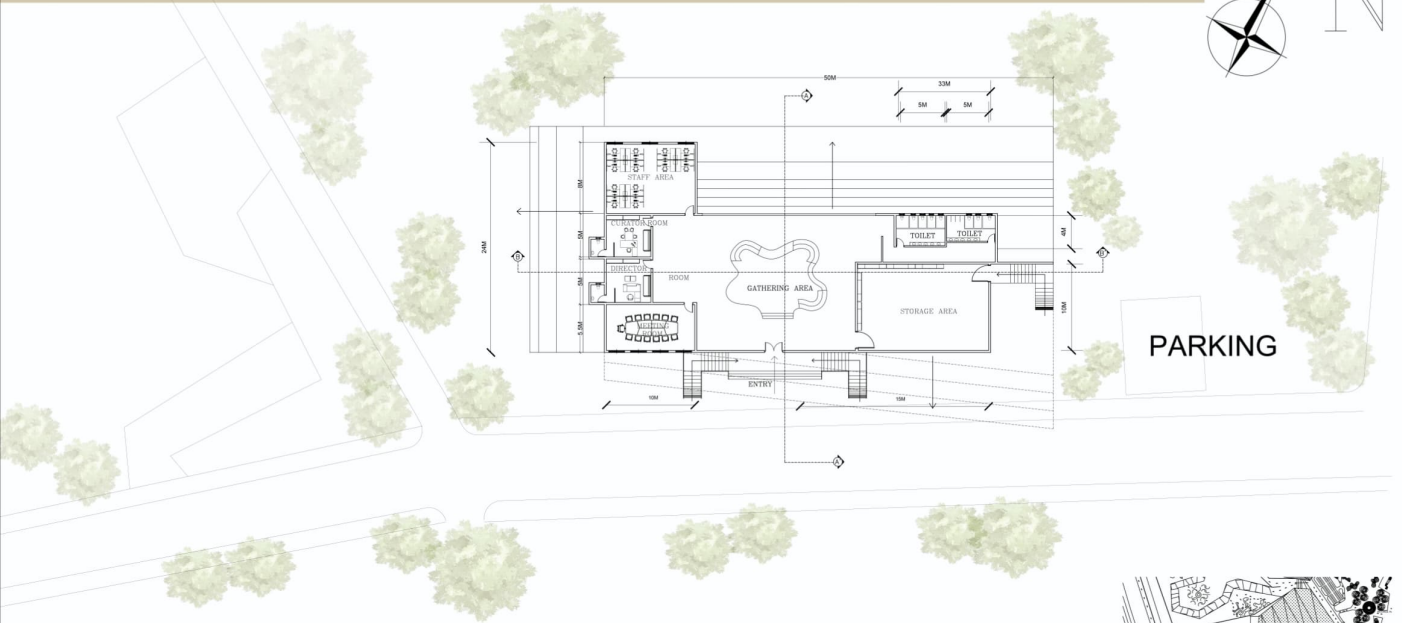 N
50M
A
33M
5M
5M
STAFF AREA
8M
CURATOR ROOM
5M
TOILET
TOILET
4M
24M
B
B
DIRECTOR
ROOM
5M
GATHERING AREA
STORAGE AREA
10M
MEETING
ROOM
5.5M
PARKING
ENTRY
10M
15M
A